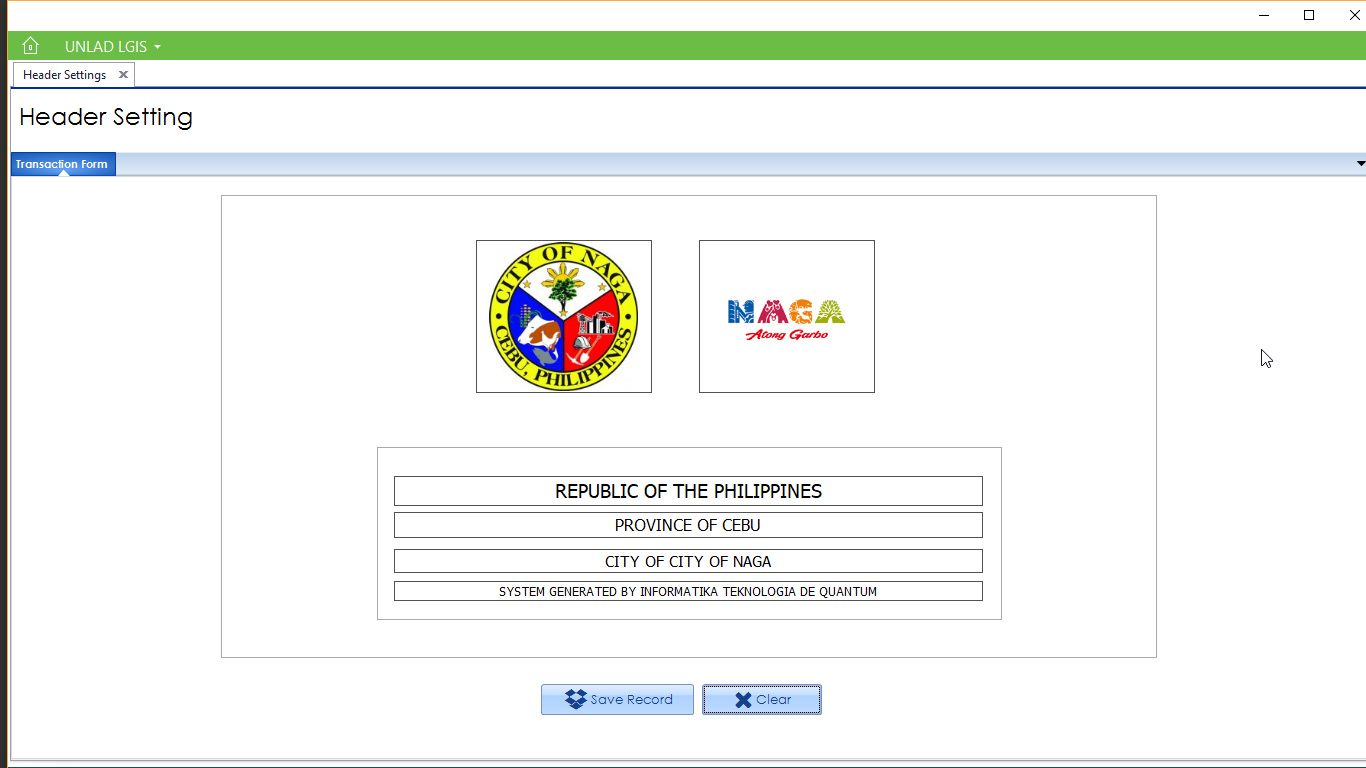 UNLAD LGIS
Header Settings
Header Setting
Transaction Form
CITY OF NAGA
CEBU, PHILIPPINES
NAGA
Atong Garbo
REPUBLIC OF THE PHILIPPINES
PROVINCE OF CEBU
CITY OF CITY OF NAGA
SYSTEM GENERATED BY INFORMATIKA TEKNOLOGIA DE QUANTUM
Save Record
Clear